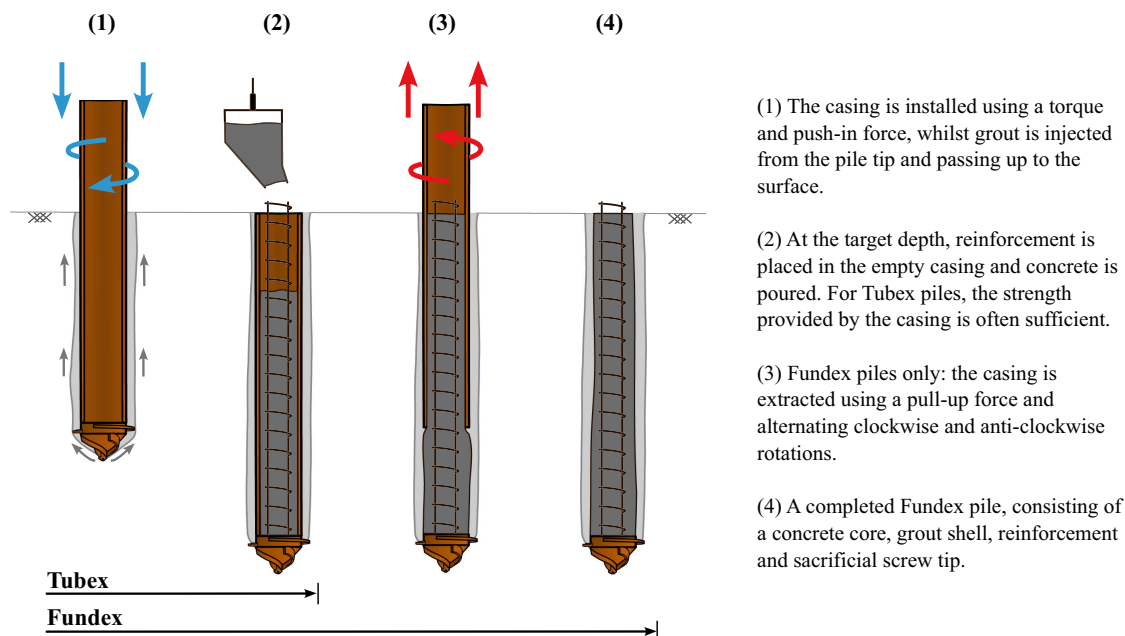 (1)
(2)
(3)
(4)
(1) The casing is installed using a torque
and push-in force, whilst grout is injected
from the pile tip and passing up to the
surface.
(2) At the target depth, reinforcement is
placed in the empty casing and concrete is
poured. For Tubex piles, the strength
provided by the casing is often sufficient.
(3) Fundex piles only: the casing is
extracted using a pull-up force and
alternating clockwise and anti-clockwise
rotations.
(4) A completed Fundex pile, consisting of
a concrete core, grout shell, reinforcement
and sacrificial screw tip.
Tubex
Fundex